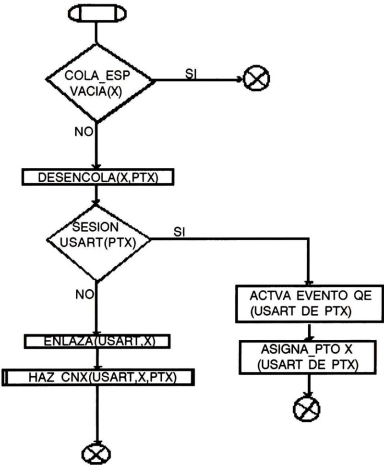 COLA_ESP
VACIA(X)
SI
NO
DESENCOLA(X,PTX)
SESION
USART(PTX)
SI
NO
ACTVA EVENTO QE
(USART DE PTX)
ENLAZA(USART,X)
ASIGNA_PTO X
(USART DE PTX)
HAZ CNX(USART,X,PTX)